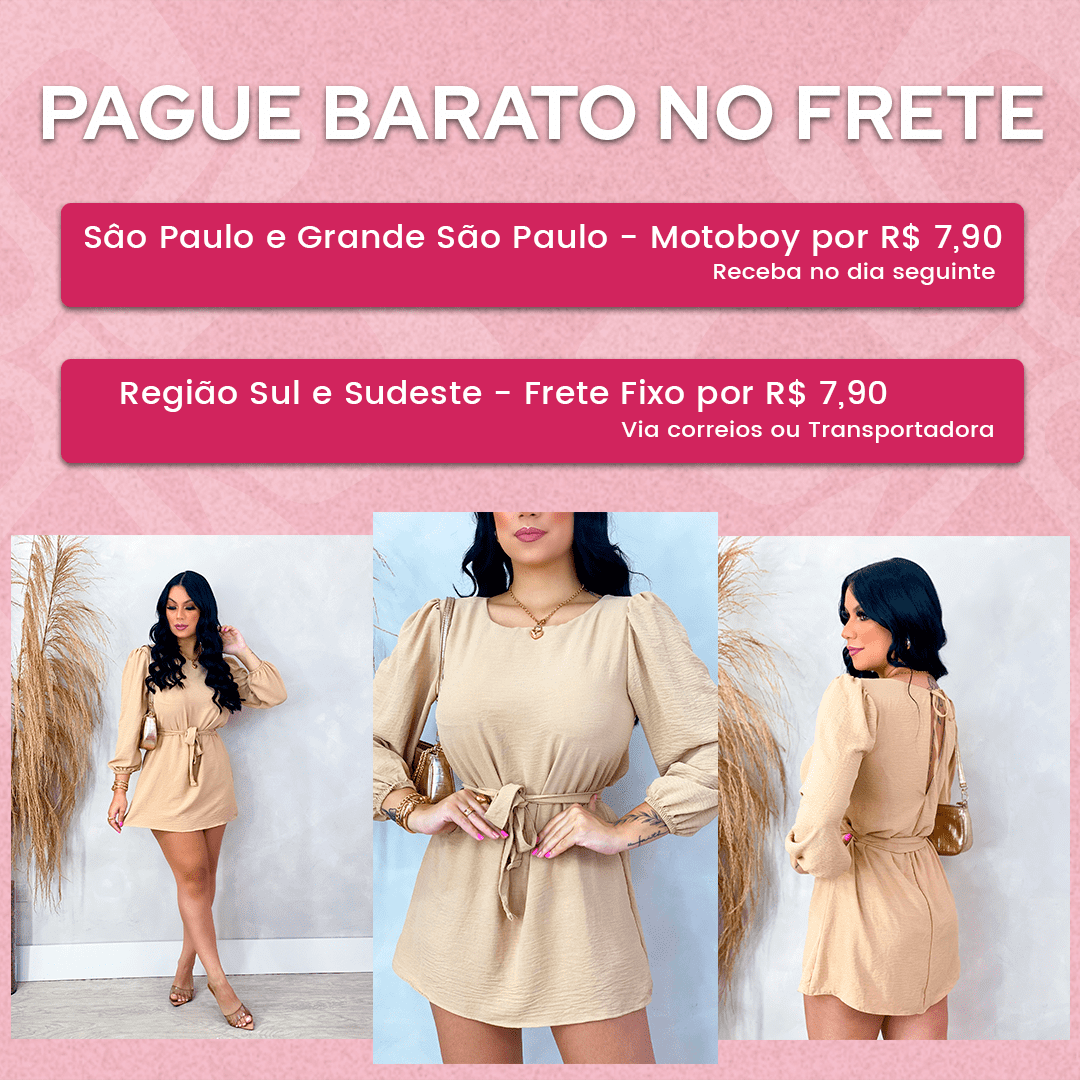 PAGUE BARATO NO FRETE
Sâo Paulo e Grande São Paulo - Motoboy por R$ 7,90
Receba no dia seguinte
Região Sul e Sudeste - Frete Fixo por R$ 7,90
Via correios ou Transportadora